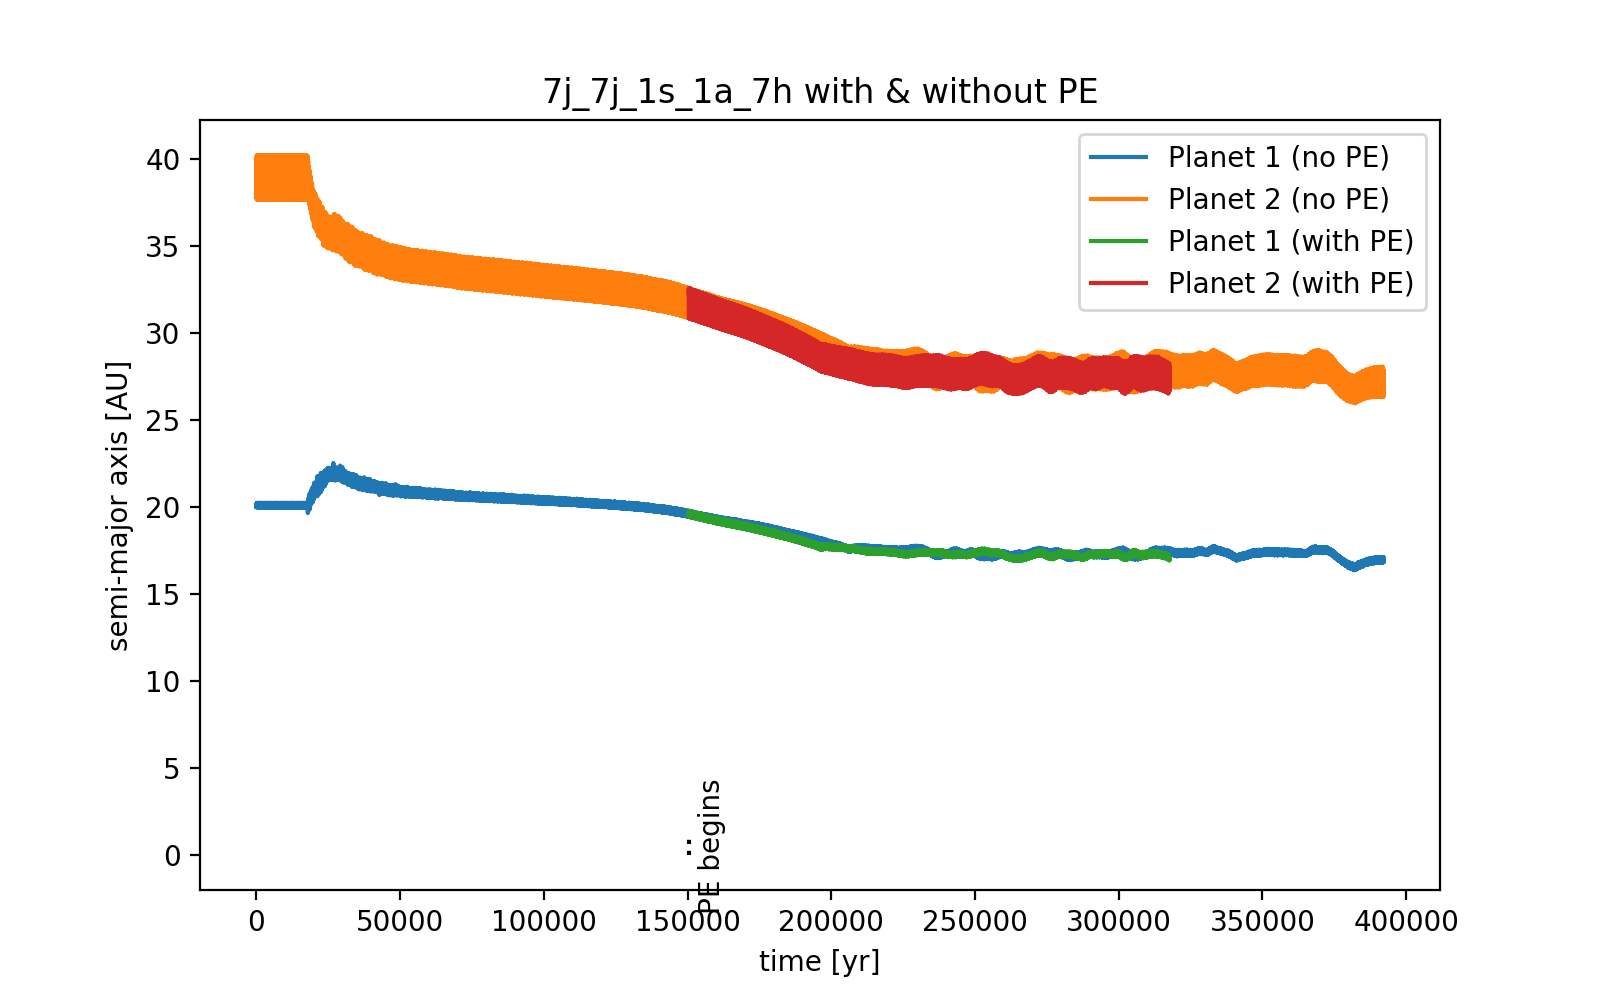 7j_7j_1s_1a_7h with & without PE
Planet 1 (no PE)
Planet 2 (no PE)
Planet 1 (with PE)
Planet 2 (with PE)
40
35
30
25
20
15
10
5
0
semi-major axis [AU]
PE begins
0 50000 100000 150000 200000 250000 300000 350000 400000
time [yr]